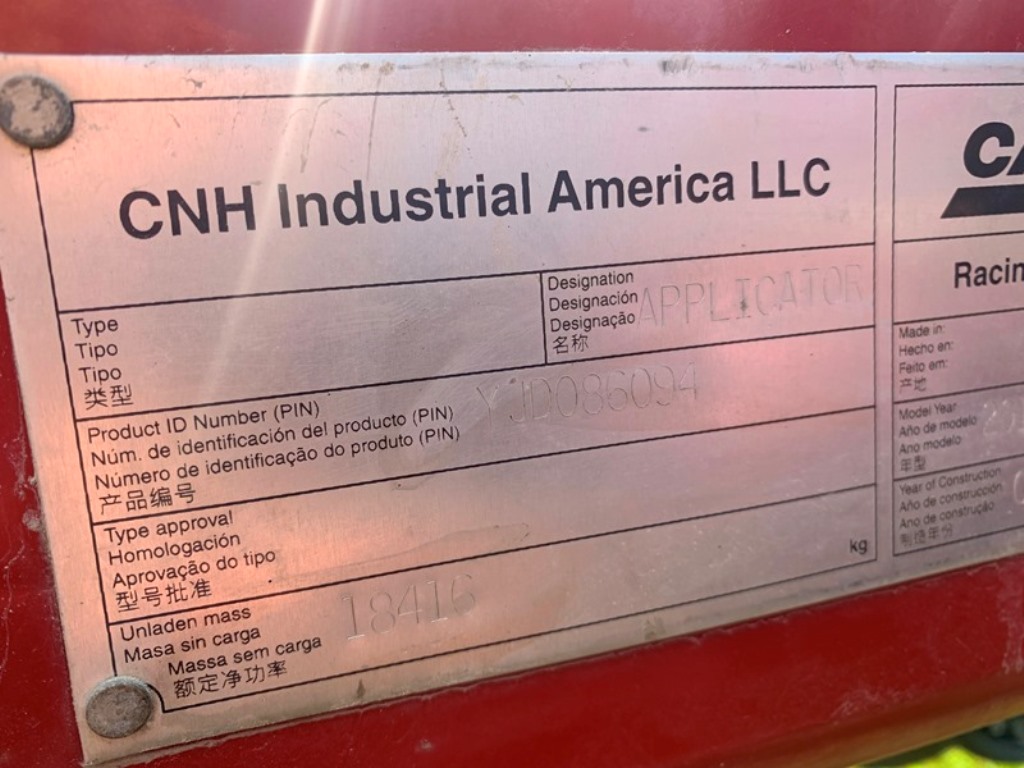 CNH Industrial America LLC
Type
Tipo
Tipo
类型
Designation
Designación
Designação
名称
APPLICATOR
Product ID Number (PIN)
Núm. de identificación del producto (PIN)
Número de identificação do produto (PIN)
产品编号
YJD086094
Type approval
Homologación
Aprovação do tipo
型号批准
Unladen mass
Masa sin carga
Massa sem carga
额定净功率
18416
kg
CA
Racin
Made in:
Hecho en:
Feito em:
产地
Model Year
Año de modelo
Ano modelo
年型
Year of Construction
Año de construcción
Ano de construção
制造年份